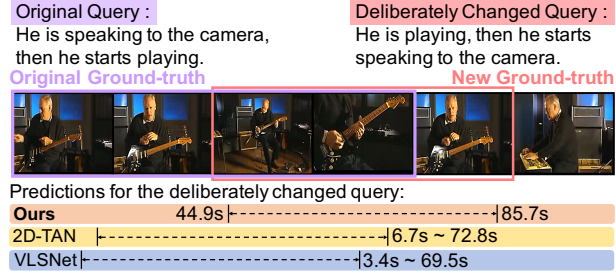 Original Query :
He is speaking to the camera,
then he starts playing.
Deliberately Changed Query :
He is playing, then he starts
speaking to the camera.
Original Ground-truth
New Ground-truth
Predictions for the deliberately changed query:
Ours 44.9s 85.7s
2D-TAN 6.7s ~ 72.8s
VLSNet 3.4s ~ 69.5s